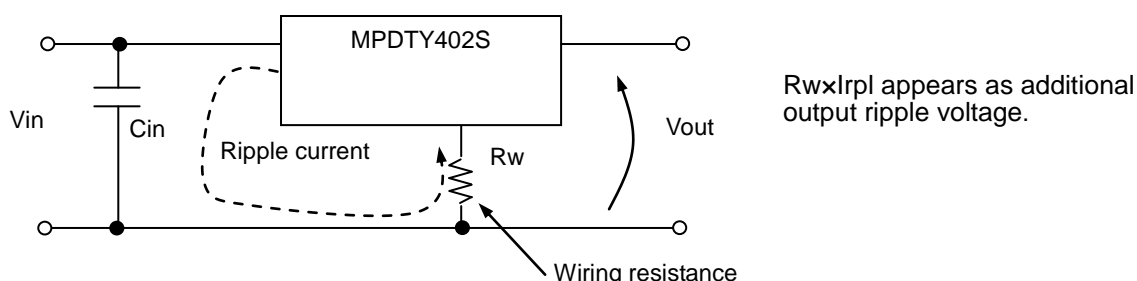 MPDTY402S
Rw×Irpl appears as additional
output ripple voltage.
Vin
Cin
Vout
Ripple current
Rw
Wiring resistance